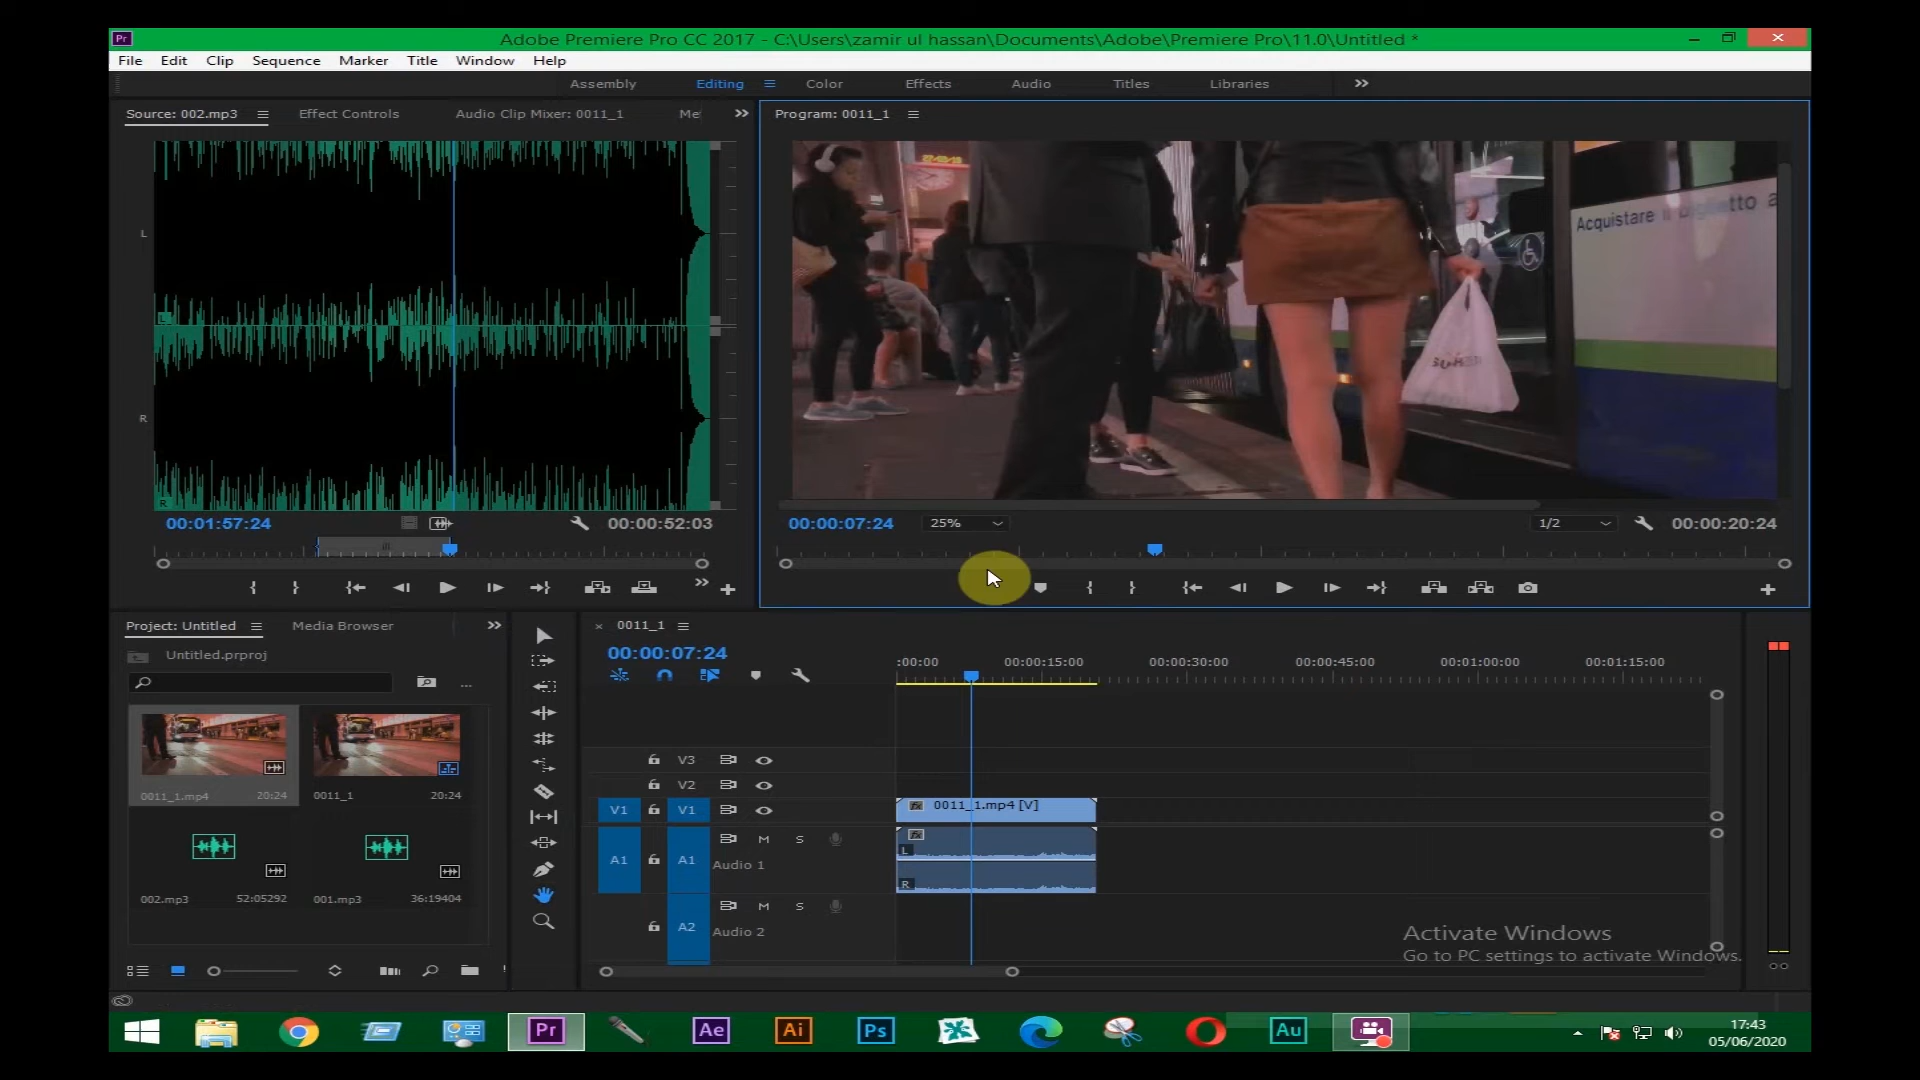 Pr Adobe Premiere Pro CC 2017 - C:\Users\zamir ul hassan\Documents\Adobe\Premiere Pro\11.0\Untitled *
File Edit Clip Sequence Marker Title Window Help
Assembly Editing Color Effects Audio Titles Libraries
Source: 002.mp3 Effect Controls Audio Clip Mixer: 0011_1 Me
Program: 0011_1
Acquistare il biglietto a
L
L
R
R
00:01:57:24 00:00:52:03
00:00:07:24 25% 1/2 00:00:20:24
Project: Untitled Media Browser
Untitled.prproj
0011_1.mp4 20:24 0011_1 20:24
002.mp3 52:05292 001.mp3 36:19404
0011_1
00:00:07:24
:00:00 00:00:15:00 00:00:30:00 00:00:45:00 00:01:00:00 00:01:15:00
V3
V2
V1 V1 fx 0011_1.mp4 [V]
M S fx
A1 A1 L
Audio 1
R
M S
A2
Audio 2
Activate Windows
Go to PC settings to activate Windows.
Pr Ae Ai Ps Au
17:43
05/06/2020